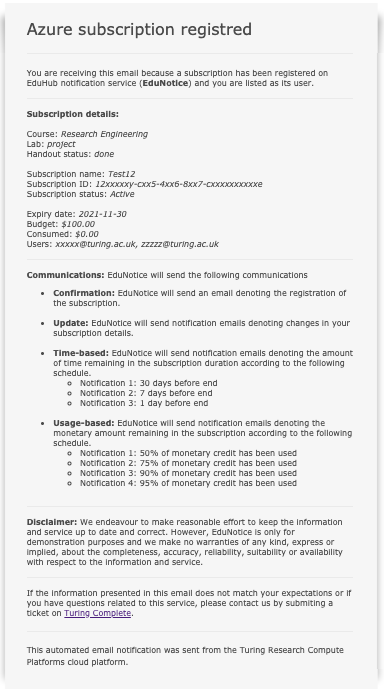 Azure subscription registred
You are receiving this email because a subscription has been registered on
EduHub notification service (EduNotice) and you are listed as its user.
Subscription details:
Course: Research Engineering
Lab: project
Handout status: done
Subscription name: Test12
Subscription ID: 12xxxxxy-cxx5-4xx6-8xx7-cxxxxxxxxxxe
Subscription status: Active
Expiry date: 2021-11-30
Budget: $100.00
Consumed: $0.00
Users: xxxxx@turing.ac.uk, zzzzz@turing.ac.uk
Communications: EduNotice will send the following communications
• Confirmation: EduNotice will send an email denoting the registration of
the subscription.
• Update: EduNotice will send notification emails denoting changes in your
subscription details.
• Time-based: EduNotice will send notification emails denoting the amount
of time remaining in the subscription duration according to the following
schedule.
○ Notification 1: 30 days before end
○ Notification 2: 7 days before end
○ Notification 3: 1 day before end
• Usage-based: EduNotice will send notification emails denoting the
monetary amount remaining in the subscription according to the following
schedule.
○ Notification 1: 50% of monetary credit has been used
○ Notification 2: 75% of monetary credit has been used
○ Notification 3: 90% of monetary credit has been used
○ Notification 4: 95% of monetary credit has been used
Disclaimer: We endeavour to make reasonable effort to keep the information
and service up to date and correct. However, EduNotice is only for
demonstration purposes and we make no warranties of any kind, express or
implied, about the completeness, accuracy, reliability, suitability or availability
with respect to the information and service.
If the information presented in this email does not match your expectations or if
you have questions related to this service, please contact us by submiting a
ticket on Turing Complete.
This automated email notification was sent from the Turing Research Compute
Platforms cloud platform.